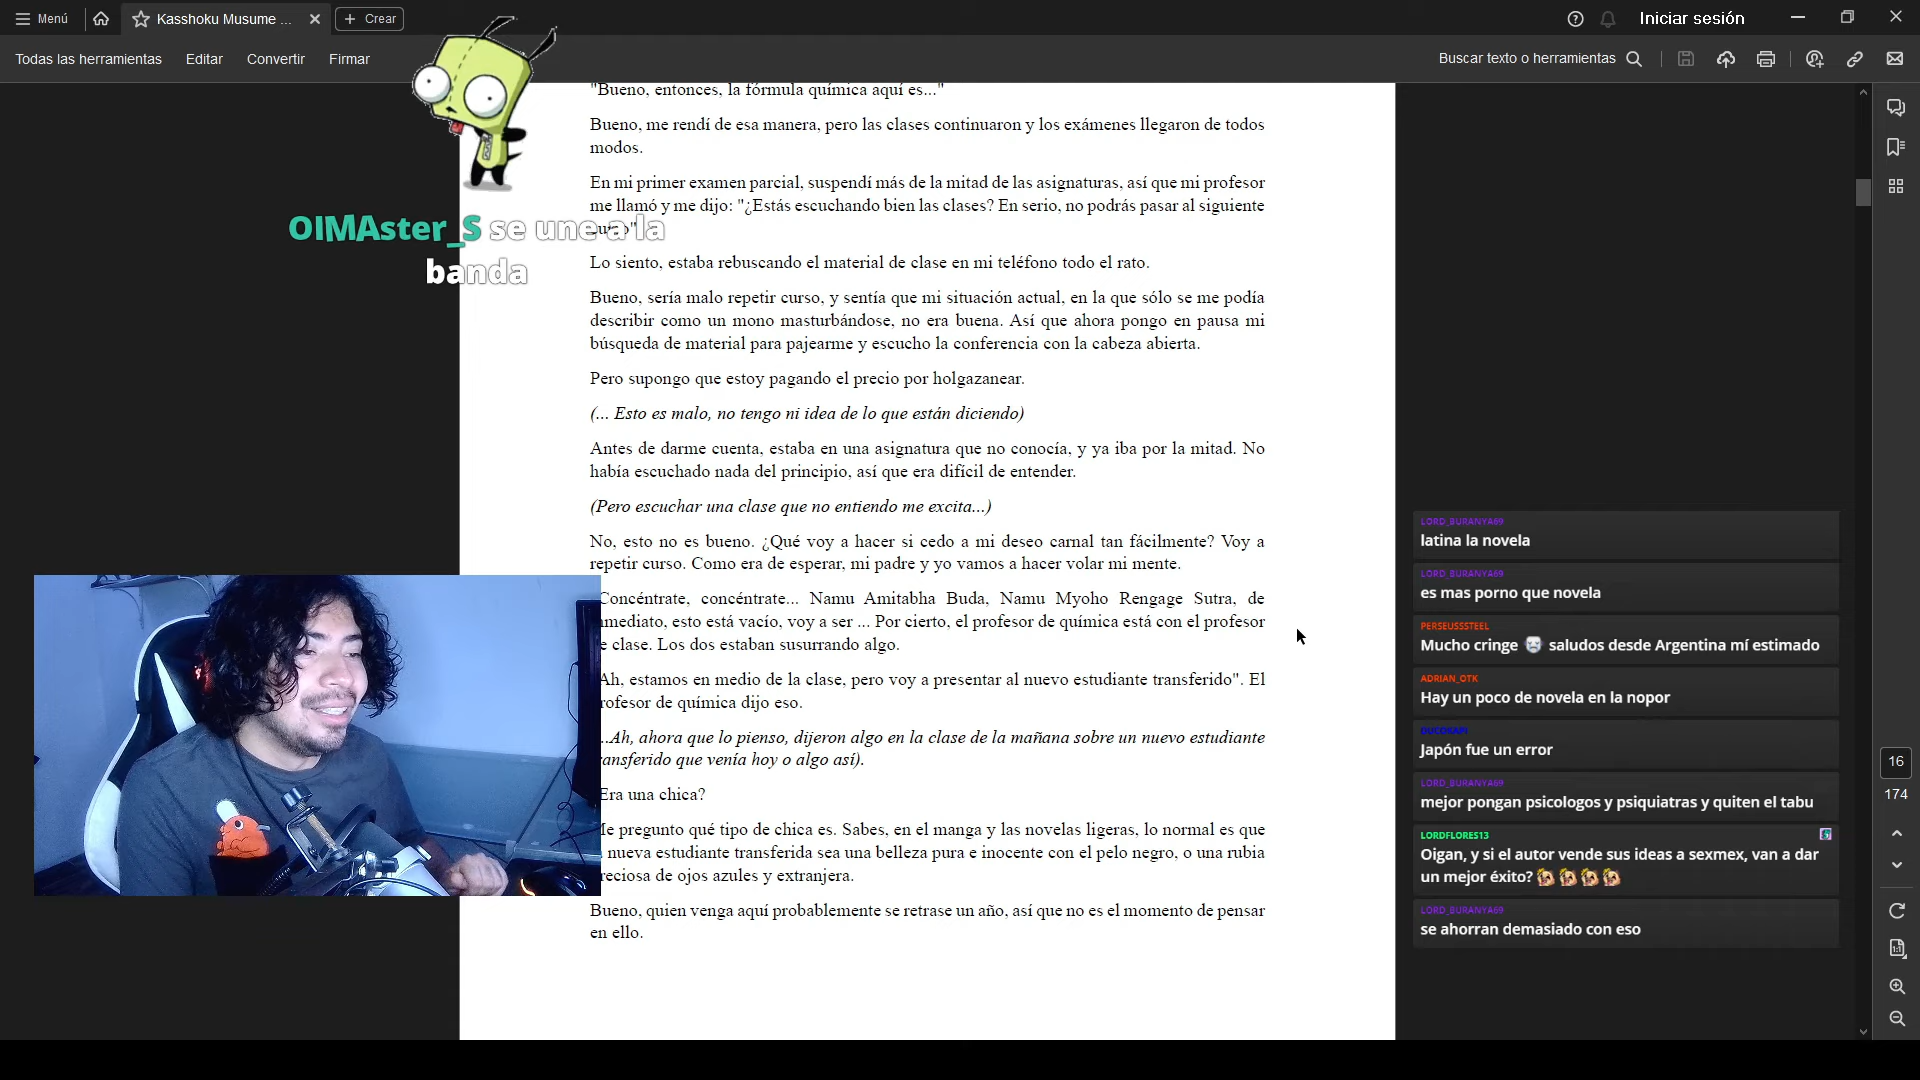 Menú
Kasshoku Musume ...
Crear
Iniciar sesión
Todas las herramientas
Editar
Convertir
Firmar
Buscar texto o herramientas
"Bueno, entonces, la fórmula química aquí es..."
Bueno, me rendí de esa manera, pero las clases continuaron y los exámenes llegaron de todos
modos.
En mi primer examen parcial, suspendí más de la mitad de las asignaturas, así que mi profesor
me llamó y me dijo: "¿Estás escuchando bien las clases? En serio, no podrás pasar al siguiente
OIMAster_S se une a la
banda
Lo siento, estaba rebuscando el material de clase en mi teléfono todo el rato.
Bueno, sería malo repetir curso, y sentía que mi situación actual, en la que sólo se me podía
describir como un mono masturbándose, no era buena. Así que ahora pongo en pausa mi
búsqueda de material para pajearme y escucho la conferencia con la cabeza abierta.
Pero supongo que estoy pagando el precio por holgazanear.
(... Esto es malo, no tengo ni idea de lo que están diciendo)
Antes de darme cuenta, estaba en una asignatura que no conocía, y ya iba por la mitad. No
había escuchado nada del principio, así que era difícil de entender.
(Pero escuchar una clase que no entiendo me excita...)
No, esto no es bueno. ¿Qué voy a hacer si cedo a mi deseo carnal tan fácilmente? Voy a
repetir curso. Como era de esperar, mi padre y yo vamos a hacer volar mi mente.
Concéntrate, concéntrate... Namu Amitabha Buda, Namu Myoho Rengage Sutra, de
nmediato, esto está vacío, voy a ser ... Por cierto, el profesor de química está con el profesor
e clase. Los dos estaban susurrando algo.
Ah, estamos en medio de la clase, pero voy a presentar al nuevo estudiante transferido". El
rofesor de química dijo eso.
..Ah, ahora que lo pienso, dijeron algo en la clase de la mañana sobre un nuevo estudiante
ansferido que venía hoy o algo así).
Era una chica?
Me pregunto qué tipo de chica es. Sabes, en el manga y las novelas ligeras, lo normal es que
nueva estudiante transferida sea una belleza pura e inocente con el pelo negro, o una rubia
reciosa de ojos azules y extranjera.
Bueno, quien venga aquí probablemente se retrase un año, así que no es el momento de pensar
en ello.
LORD_BURANYA69
latina la novela
LORD_BURANYA69
es mas porno que novela
PERSEUSSSTEEL
Mucho cringe saludos desde Argentina mí estimado
ADRIAN_OTK
Hay un poco de novela en la nopor
Japón fue un error
LORD_BURANYA69
mejor pongan psicologos y psiquiatras y quiten el tabu
LORDFLORES13
Oigan, y si el autor vende sus ideas a sexmex, van a dar
un mejor éxito?
LORD_BURANYA69
se ahorran demasiado con eso
16
174